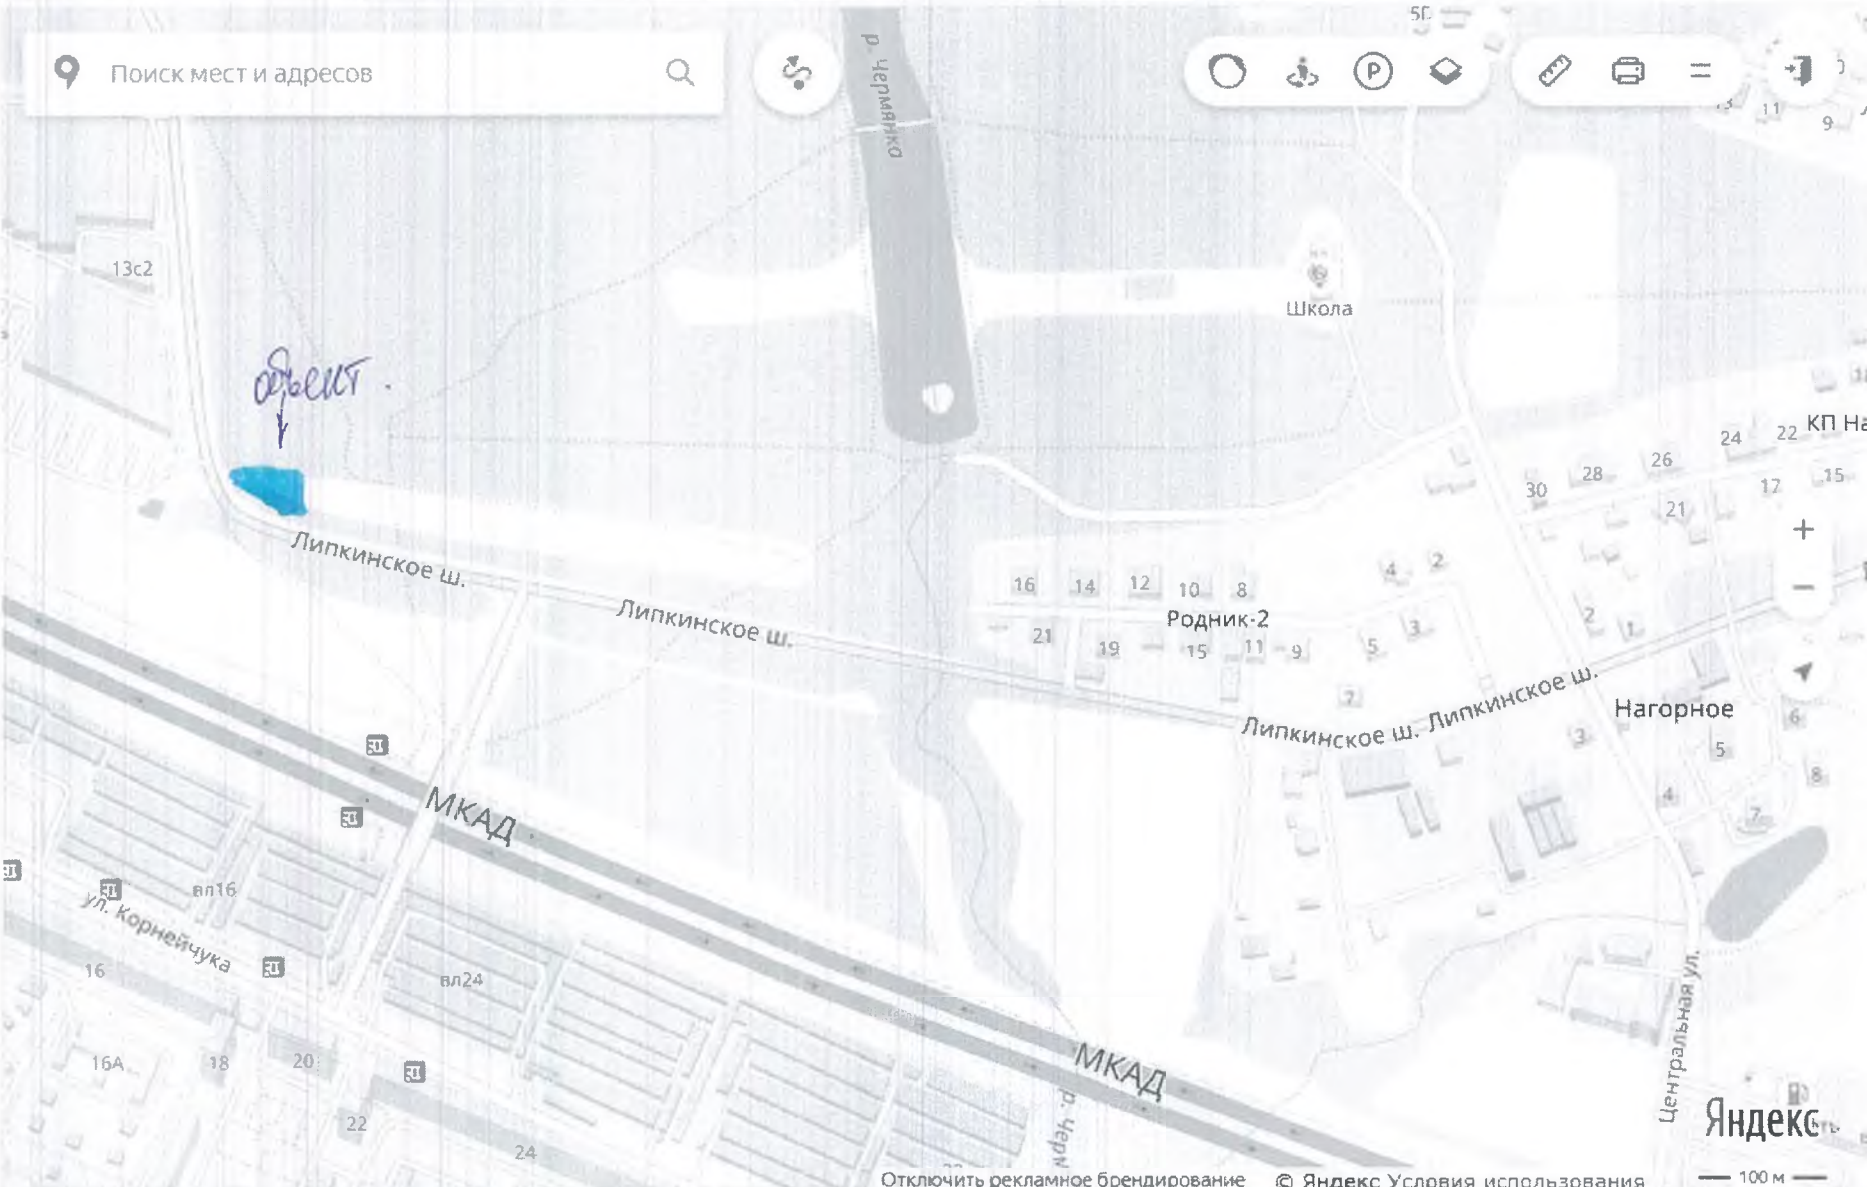 5Г
Поиск мест и адресов
р. Чермянка
P
13
11
9
13с2
Школа
объект.
КП На
24
22
26
28
30
15
17
21
Липкинское ш.
Липкинское ш.
16
14
12
10
8
4
2
Родник-2
21
19
15
11
9
5
3
2
1
7
Липкинское ш.
Липкинское ш.
Нагорное
3
6
5
8
4
7
МКАД
вл16
ул. Корнейчука
16
вл24
16А
18
20
22
24
МКАД
р. Черм
Центральная ул.
Яндекс
Отключить рекламное брендирование
© Яндекс Условия использования
100 м